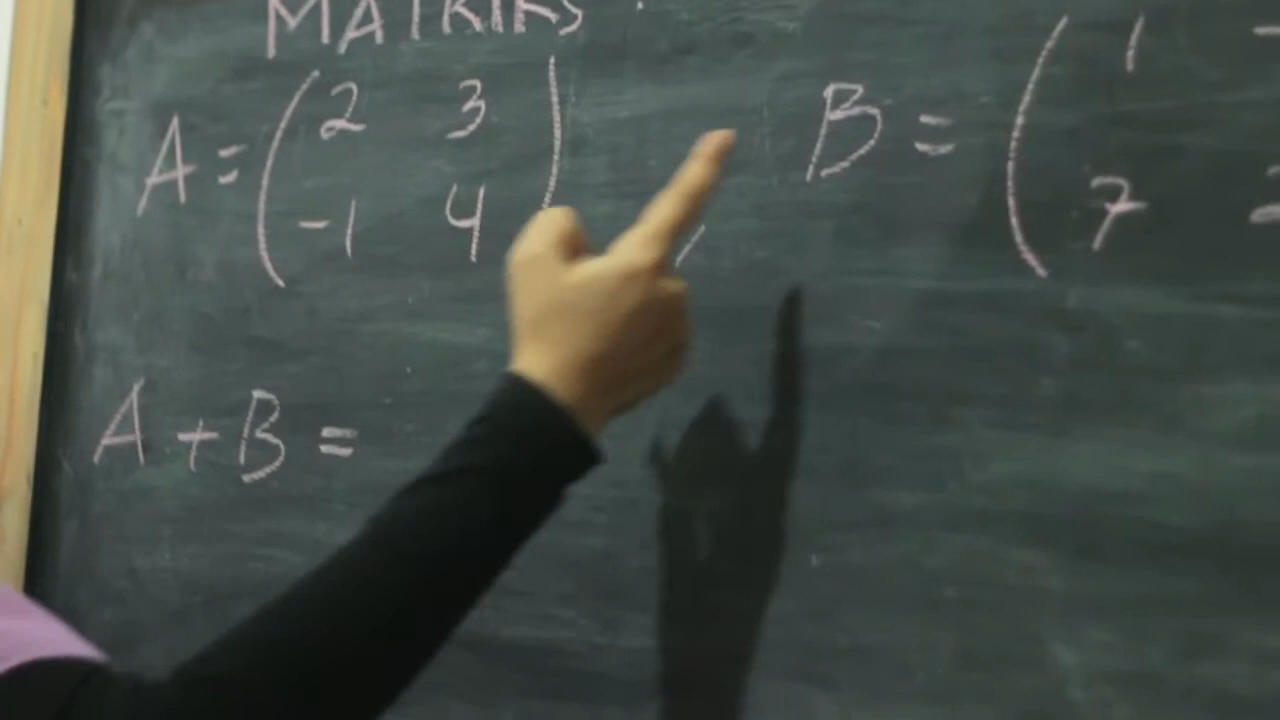 MATRIKS
A = ( 2 3 ) B = ( 1
-1 4 , 7
A + B =